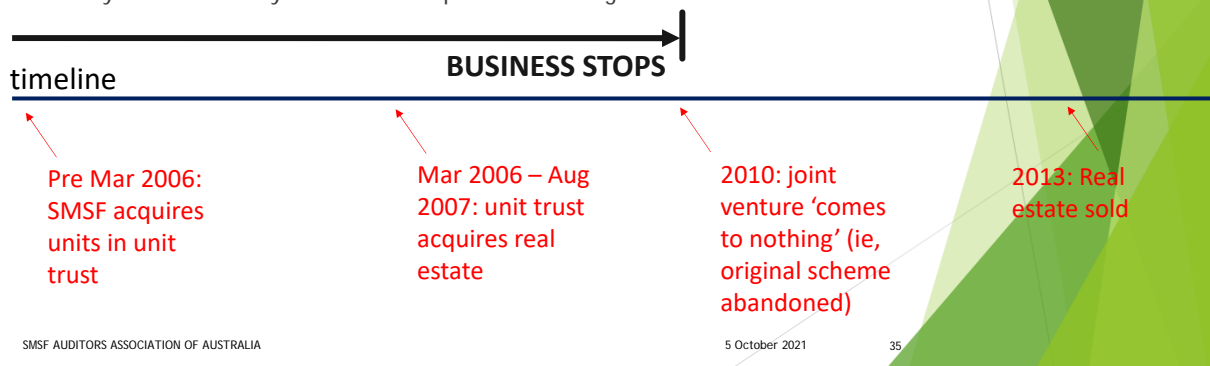 BUSINESS STOPS
timeline
Pre Mar 2006:
SMSF acquires
units in unit
trust
Mar 2006 – Aug
2007: unit trust
acquires real
estate
2010: joint
venture ‘comes
to nothing’ (ie,
original scheme
abandoned)
2013: Real
estate sold
SMSF AUDITORS ASSOCIATION OF AUSTRALIA
5 October 2021
35